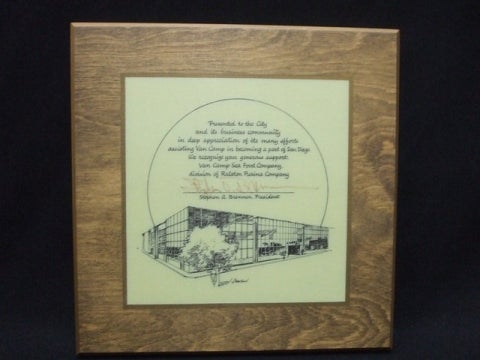 Presented to the City
and its business community
in deep appreciation of its many efforts
assisting Van Camp in becoming a part of San Diego
We recognize your generous support:
Van Camp Sea Food Company,
division of Ralston Purina Company
Stephen A. Brennen, President